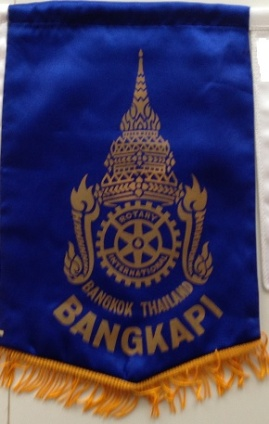 ROTARY
INTERNATIONAL
BANGKOK THAILAND
BANGKAPI